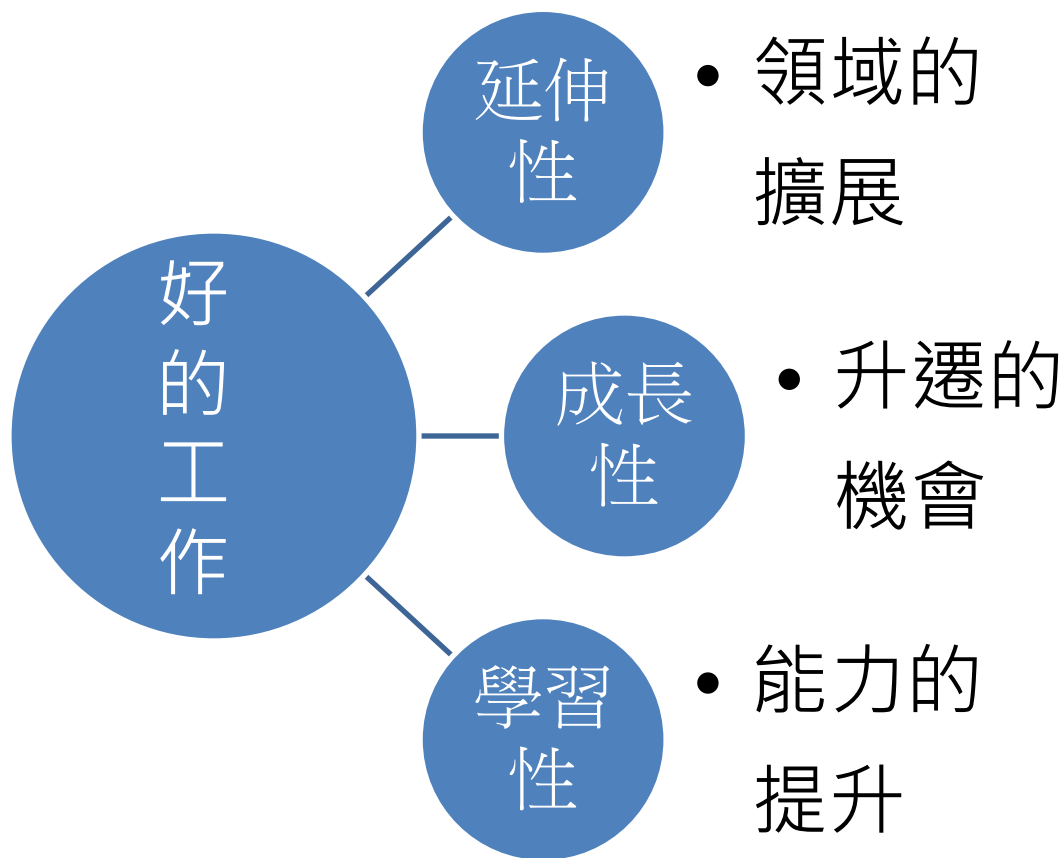 好
的
工
作
延伸
性
• 領域的
擴展
成長
性
• 升遷的
機會
學習
性
• 能力的
提升